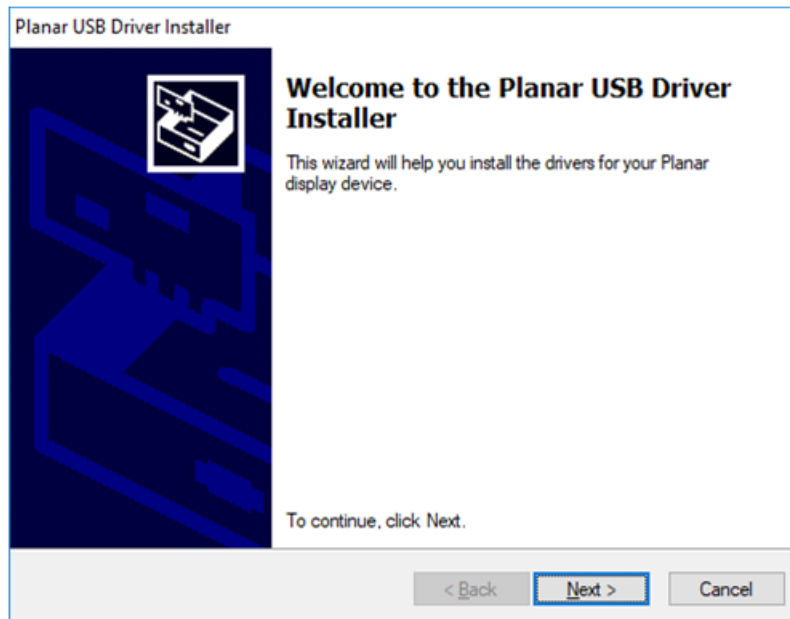 Planar USB Driver Installer
Welcome to the Planar USB Driver
Installer
This wizard will help you install the drivers for your Planar
display device.
To continue, click Next.
< Back
Next >
Cancel